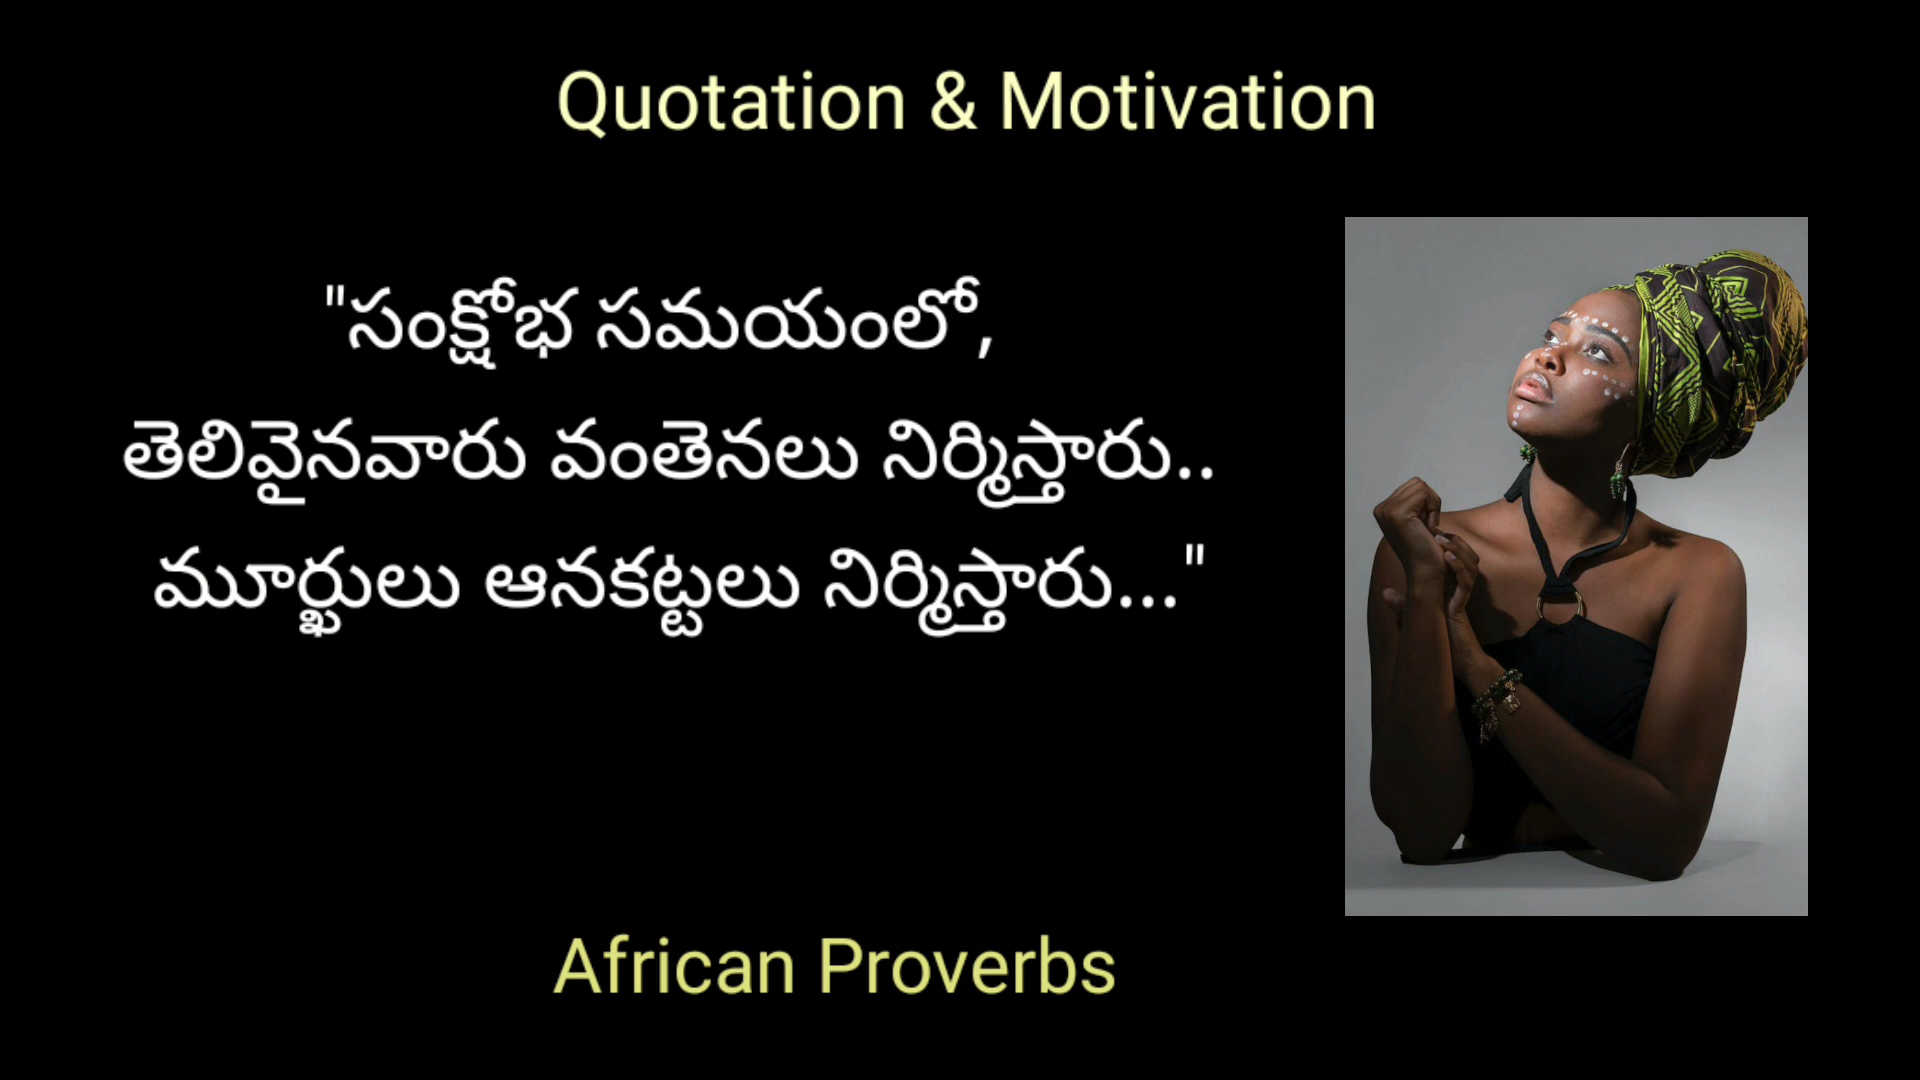 Quotation & Motivation
"సంక్షోభ సమయంలో,
తెలివైనవారు వంతెనలు నిర్మిస్తారు..
మూర్ఖులు ఆనకట్టలు నిర్మిస్తారు..."
African Proverbs